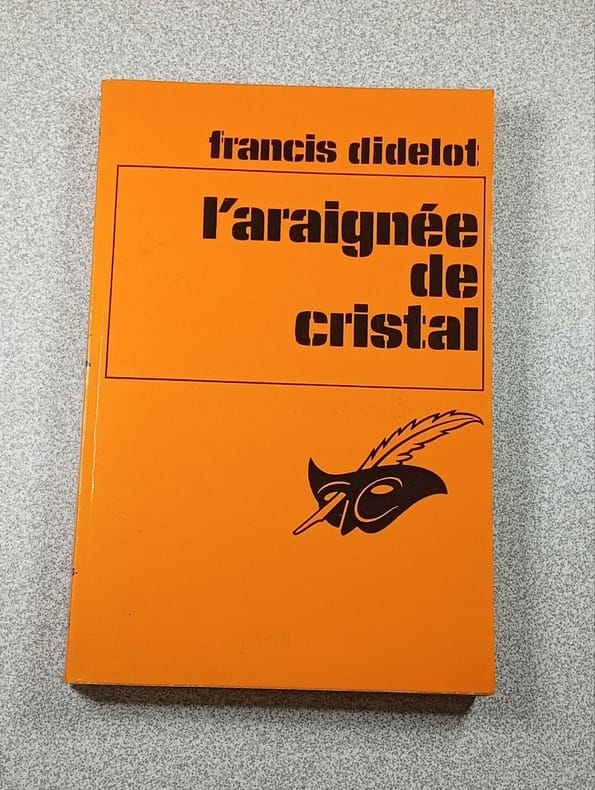 francis didelot
l'araignée
de
cristal